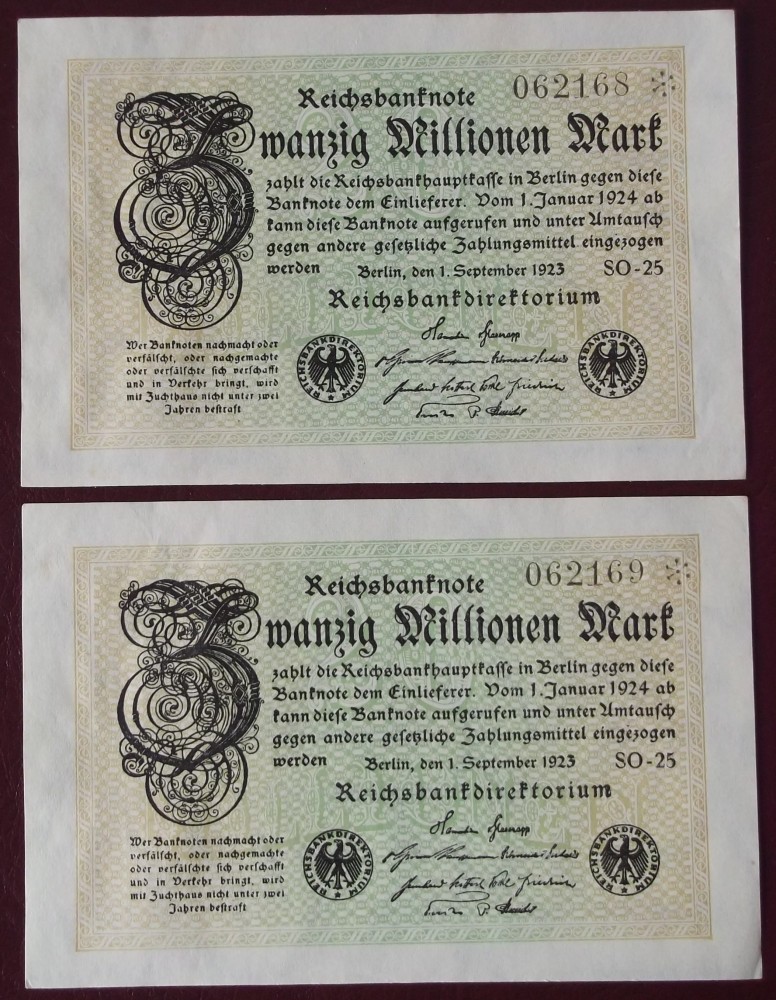 062168 *
Reichsbanknote
Zwanzig Millionen Mark
zahlt die Reichsbankhauptkasse in Berlin gegen diese
Banknote dem Einlieferer. Vom 1. Januar 1924 ab
kann diese Banknote aufgerufen und unter Umtausch
gegen andere gesetzliche Zahlungsmittel eingezogen
werden Berlin, den 1. September 1923 SO-25
Reichsbankdirektorium
Wer Banknoten nachmacht oder
verfälscht, oder nachgemachte
oder verfälschte sich verschafft
und in Verkehr bringt, wird
mit Zuchthaus nicht unter zwei
Jahren bestraft
REICHSBANKDIREKTORIUM
REICHSBANKDIREKTORIUM
062169 *
Reichsbanknote
Zwanzig Millionen Mark
zahlt die Reichsbankhauptkasse in Berlin gegen diese
Banknote dem Einlieferer. Vom 1. Januar 1924 ab
kann diese Banknote aufgerufen und unter Umtausch
gegen andere gesetzliche Zahlungsmittel eingezogen
werden Berlin, den 1. September 1923 SO-25
Reichsbankdirektorium
Wer Banknoten nachmacht oder
verfälscht, oder nachgemachte
oder verfälschte sich verschafft
und in Verkehr bringt, wird
mit Zuchthaus nicht unter zwei
Jahren bestraft
REICHSBANKDIREKTORIUM
REICHSBANKDIREKTORIUM